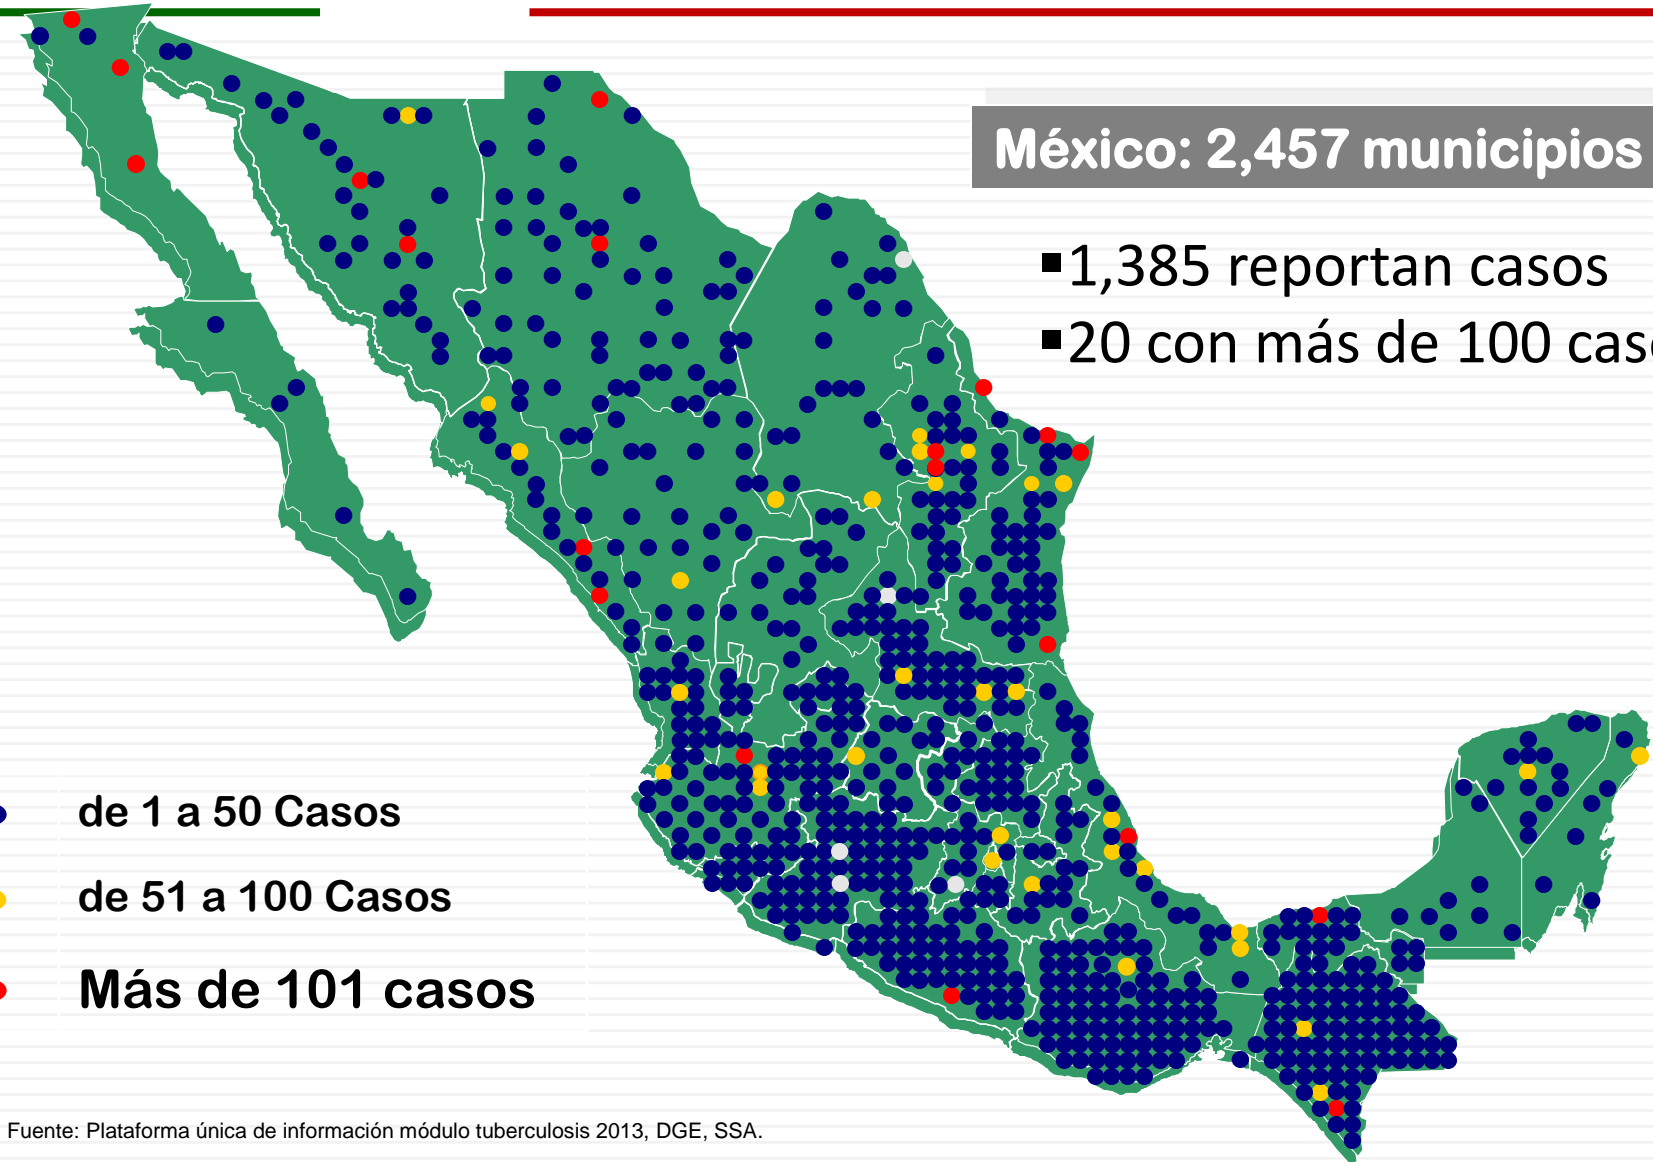 México: 2,457 municipios
▪1,385 reportan casos
▪20 con más de 100 caso
de 1 a 50 Casos
de 51 a 100 Casos
Más de 101 casos
Fuente: Plataforma única de información módulo tuberculosis 2013, DGE, SSA.